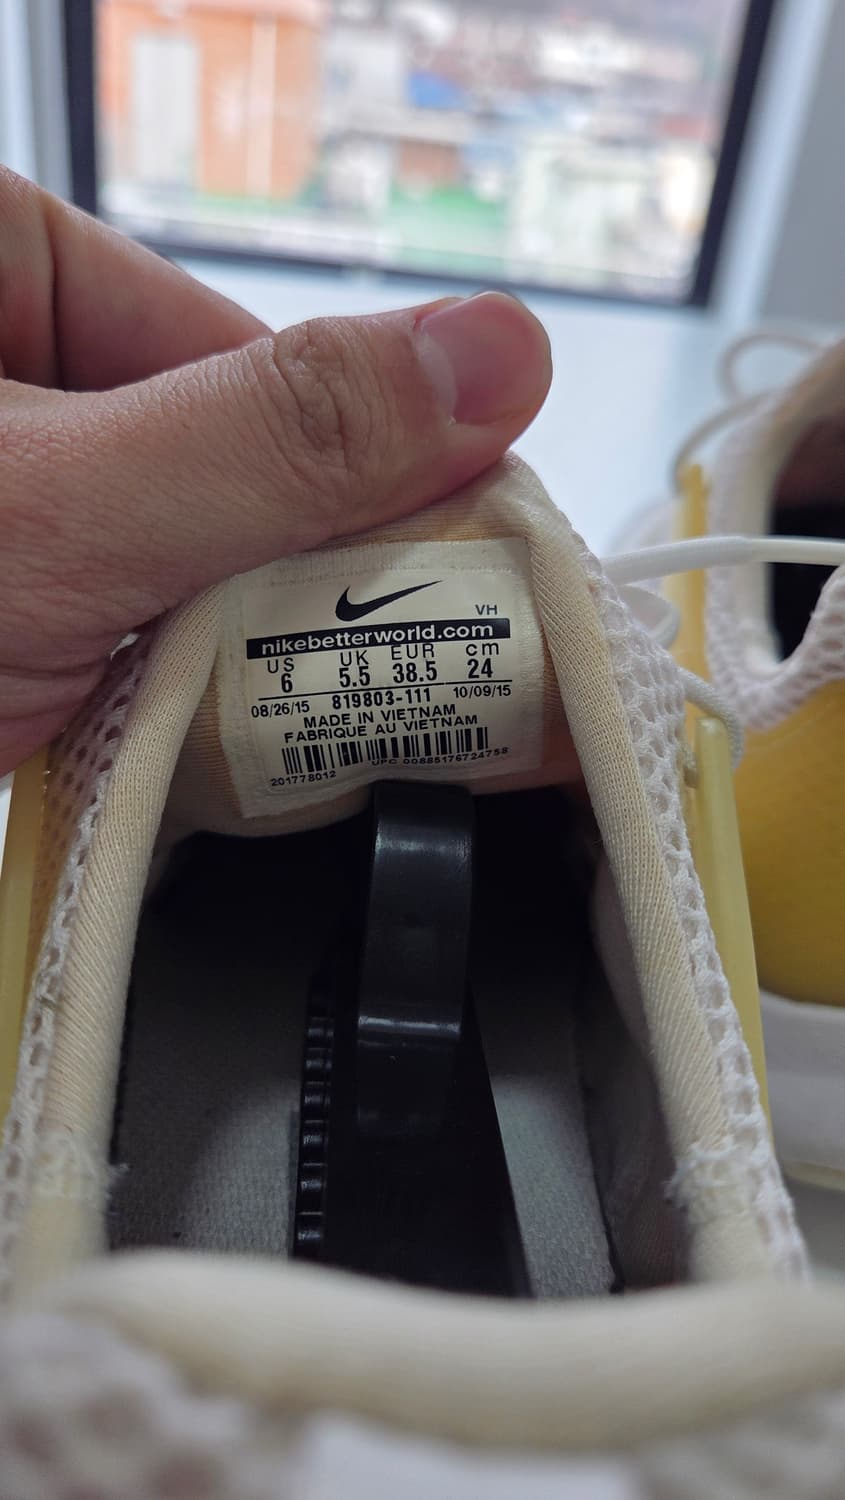 VH
nikebetterworld.com
US UK EUR cm
6 5.5 38.5 24
08/26/15 819803-111 10/09/15
MADE IN VIETNAM
FABRIQUE AU VIETNAM
201778012 UPC 00885176724758